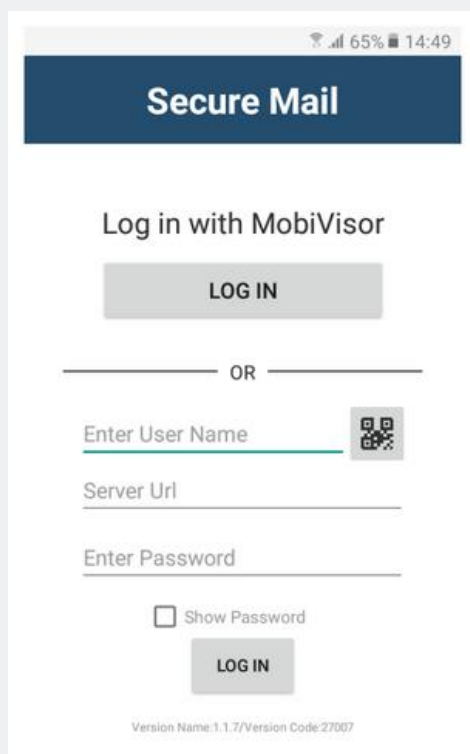 65% 14:49
Secure Mail
Log in with MobiVisor
LOG IN
OR
Enter User Name
Server Url
Enter Password
Show Password
LOG IN
Version Name:1.1.7/Version Code:27007